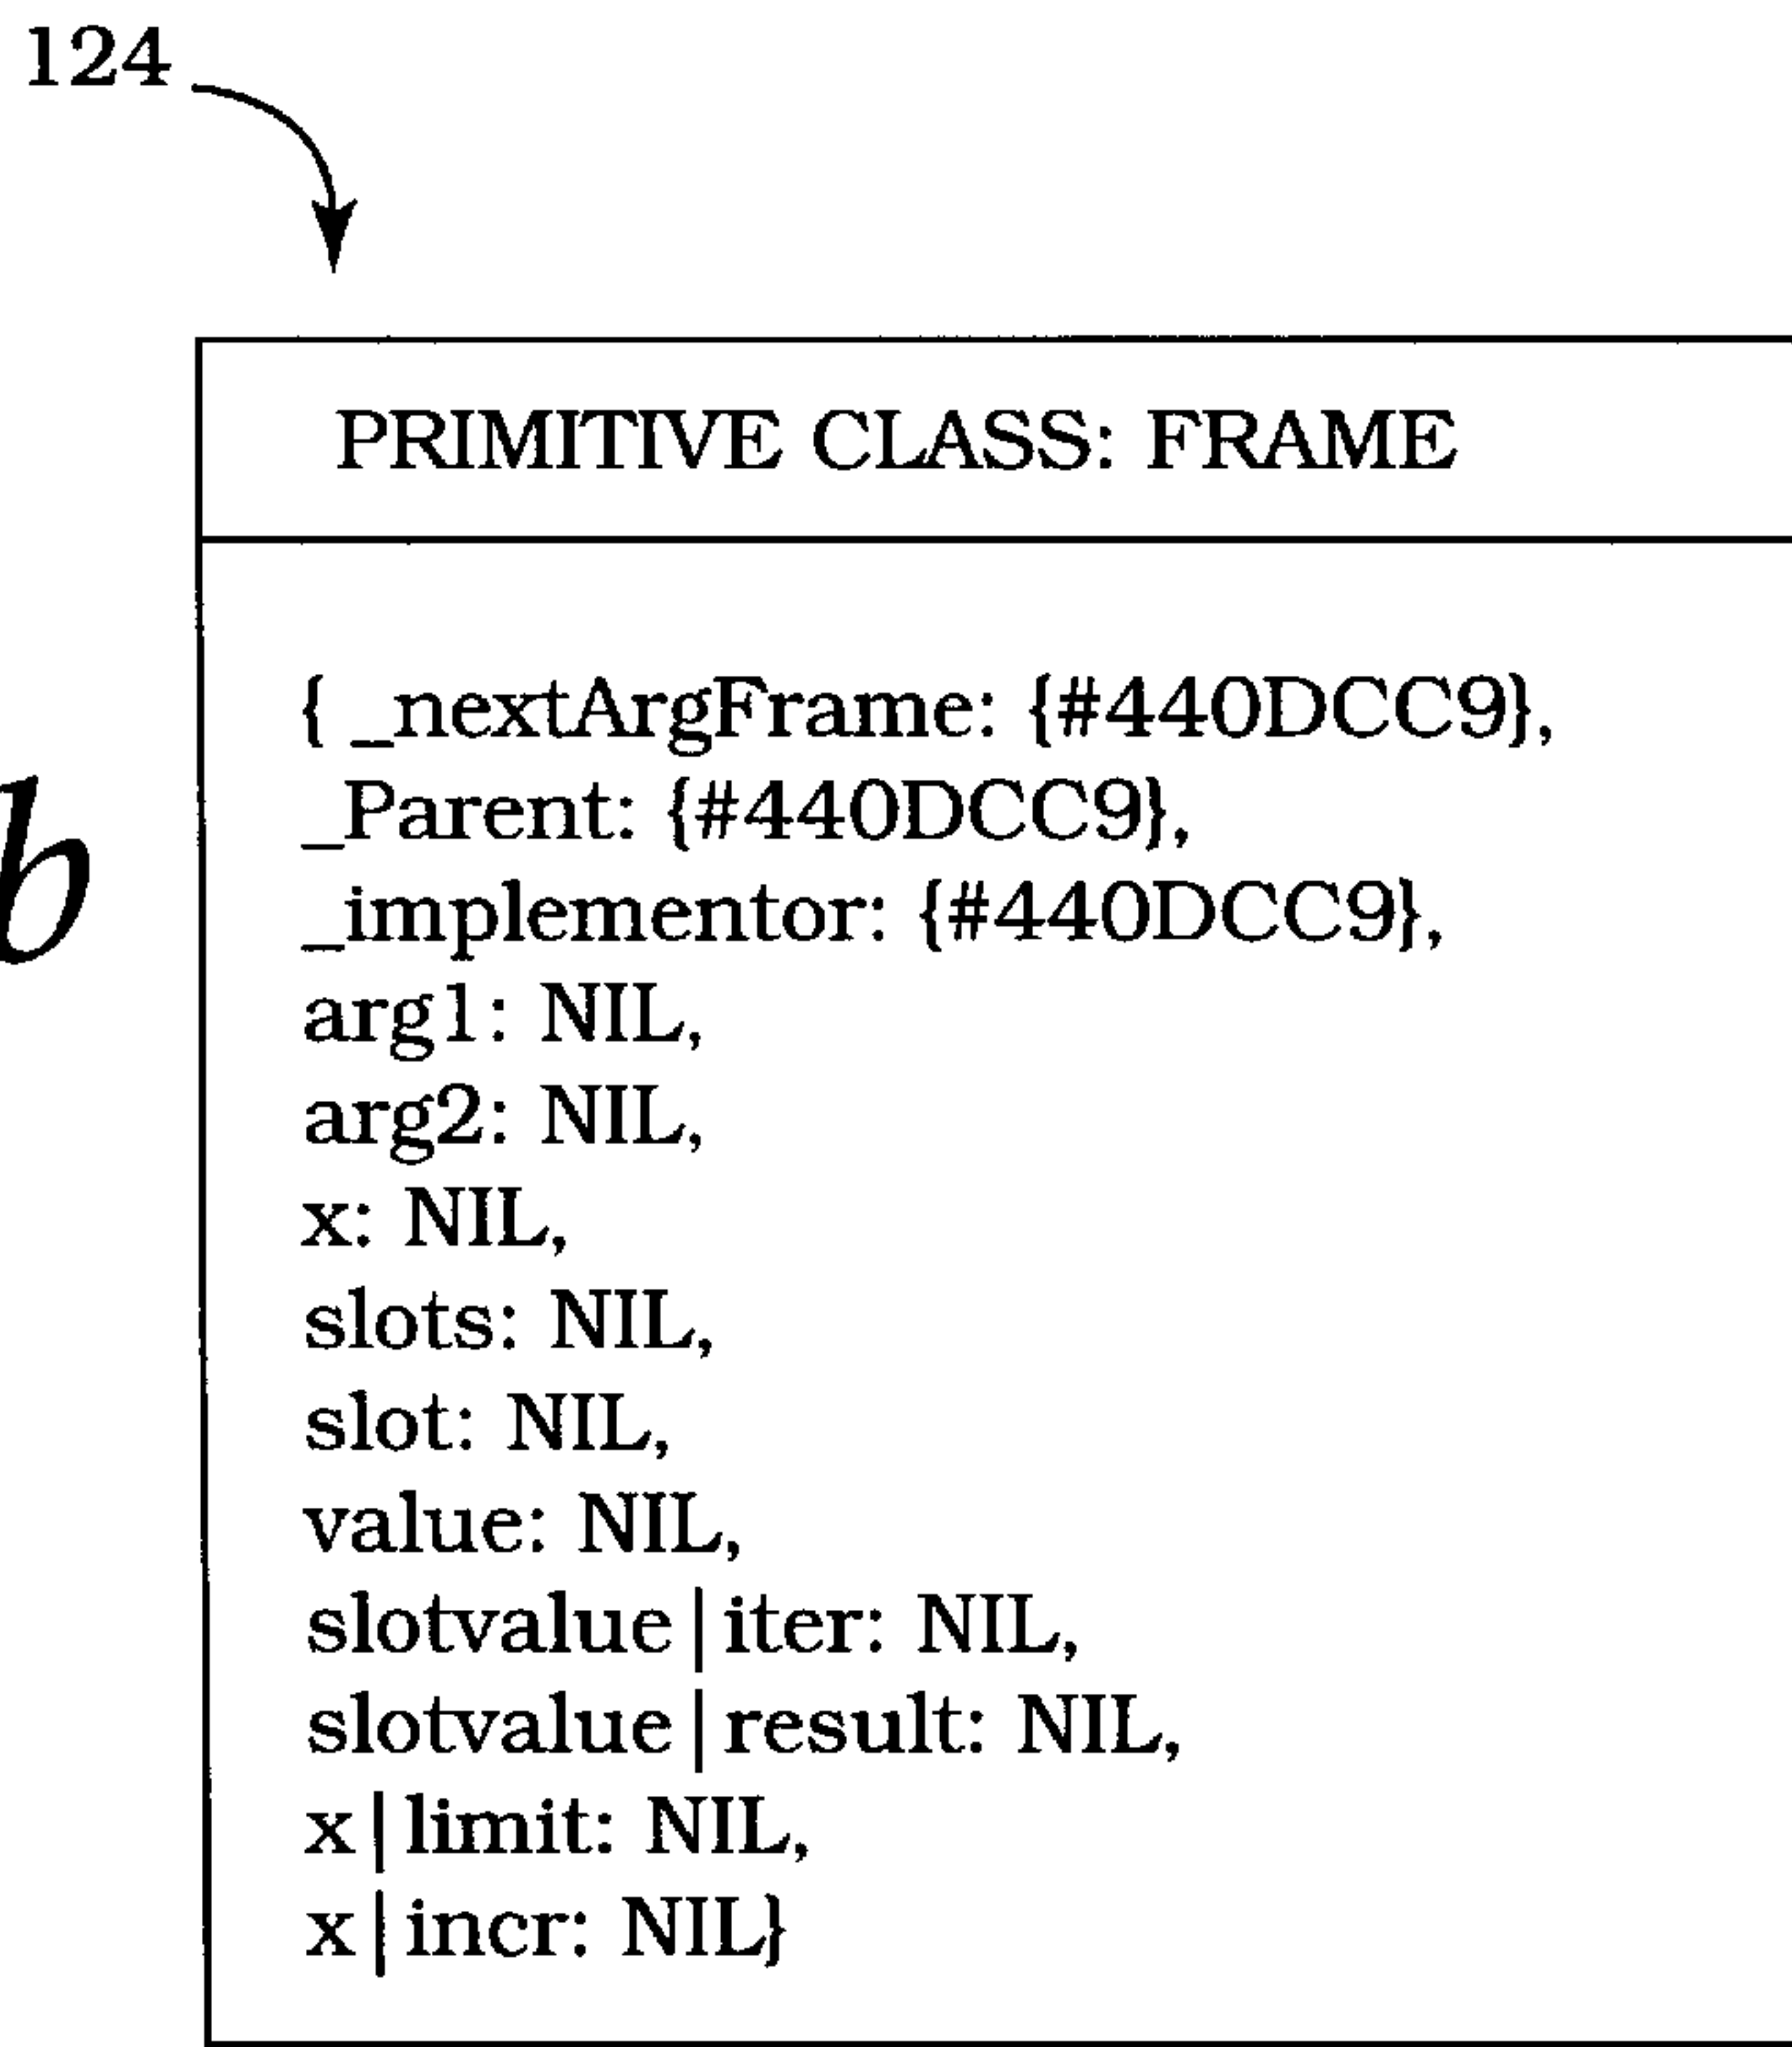 124
PRIMITIVE CLASS: FRAME
{ _nextArgFrame: {#440DCC9},
_Parent: {#440DCC9},
_implementor: {#440DCC9},
b
arg1: NIL,
arg2: NIL,
x: NIL,
slots: NIL,
slot: NIL,
value: NIL,
slotvalue|iter: NIL,
slotvalue|result: NIL,
x|limit: NIL,
x|incr: NIL}